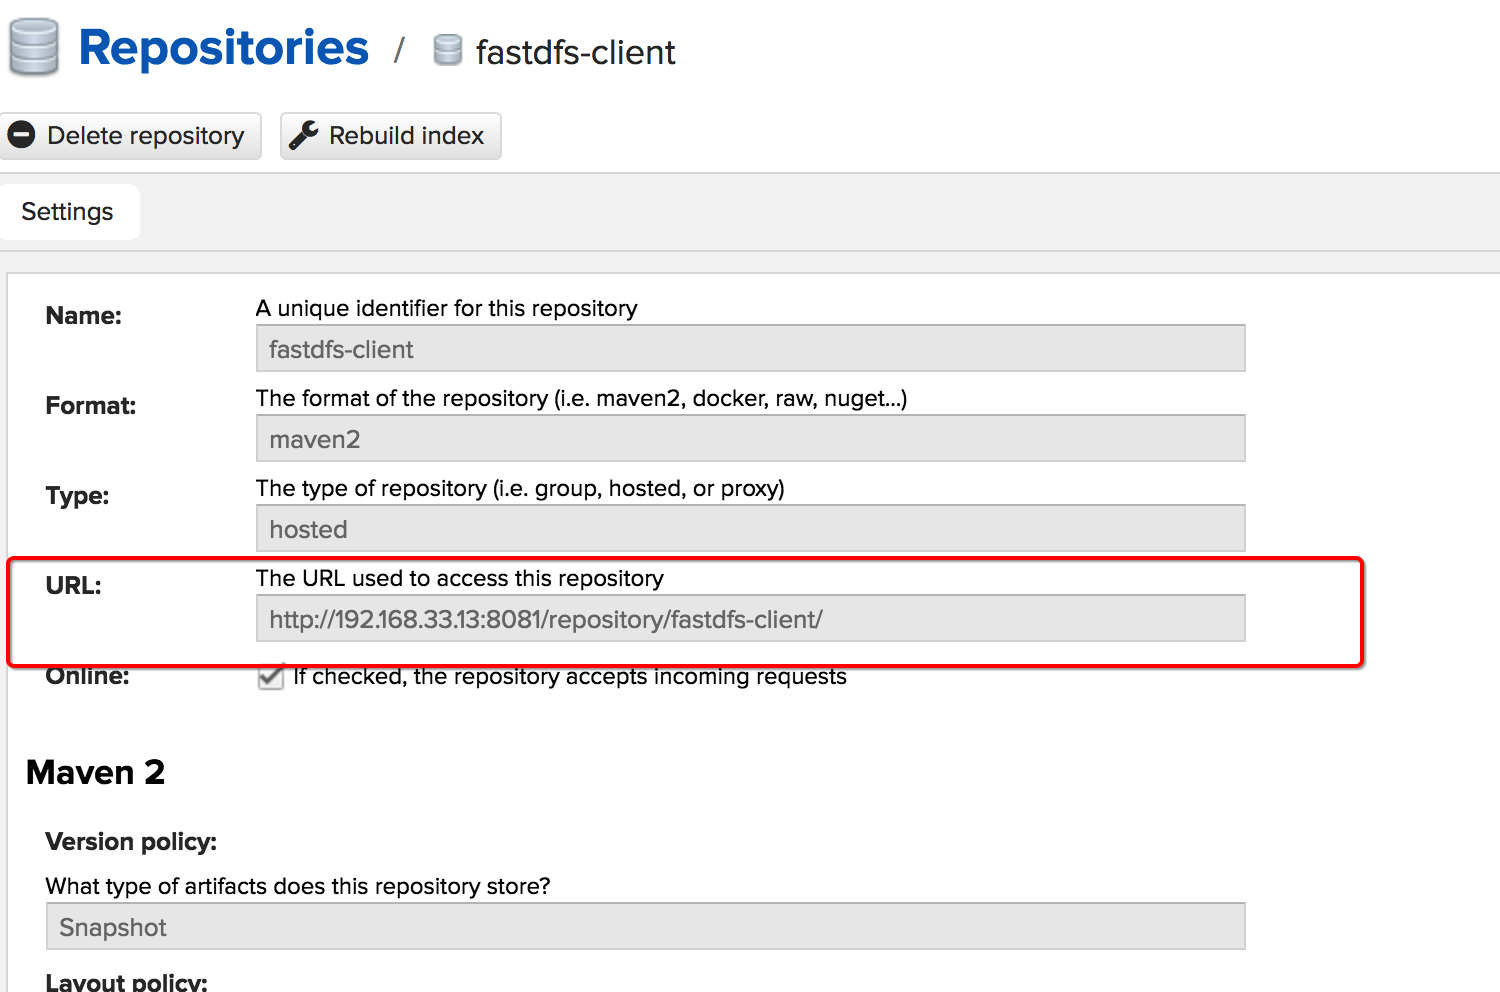 Repositories / fastdfs-client
Delete repository Rebuild index
Settings
Name: A unique identifier for this repository
fastdfs-client
Format: The format of the repository (i.e. maven2, docker, raw, nuget...)
maven2
Type: The type of repository (i.e. group, hosted, or proxy)
hosted
URL: The URL used to access this repository
http://192.168.33.13:8081/repository/fastdfs-client/
Online: If checked, the repository accepts incoming requests
Maven 2
Version policy:
What type of artifacts does this repository store?
Snapshot
Layout policy: